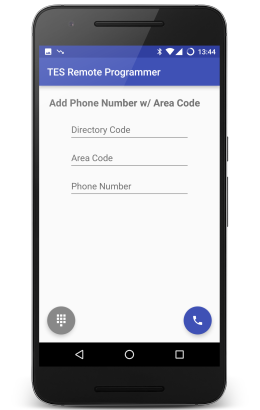 13:44
TES Remote Programmer
Add Phone Number w/ Area Code
Directory Code
Area Code
Phone Number